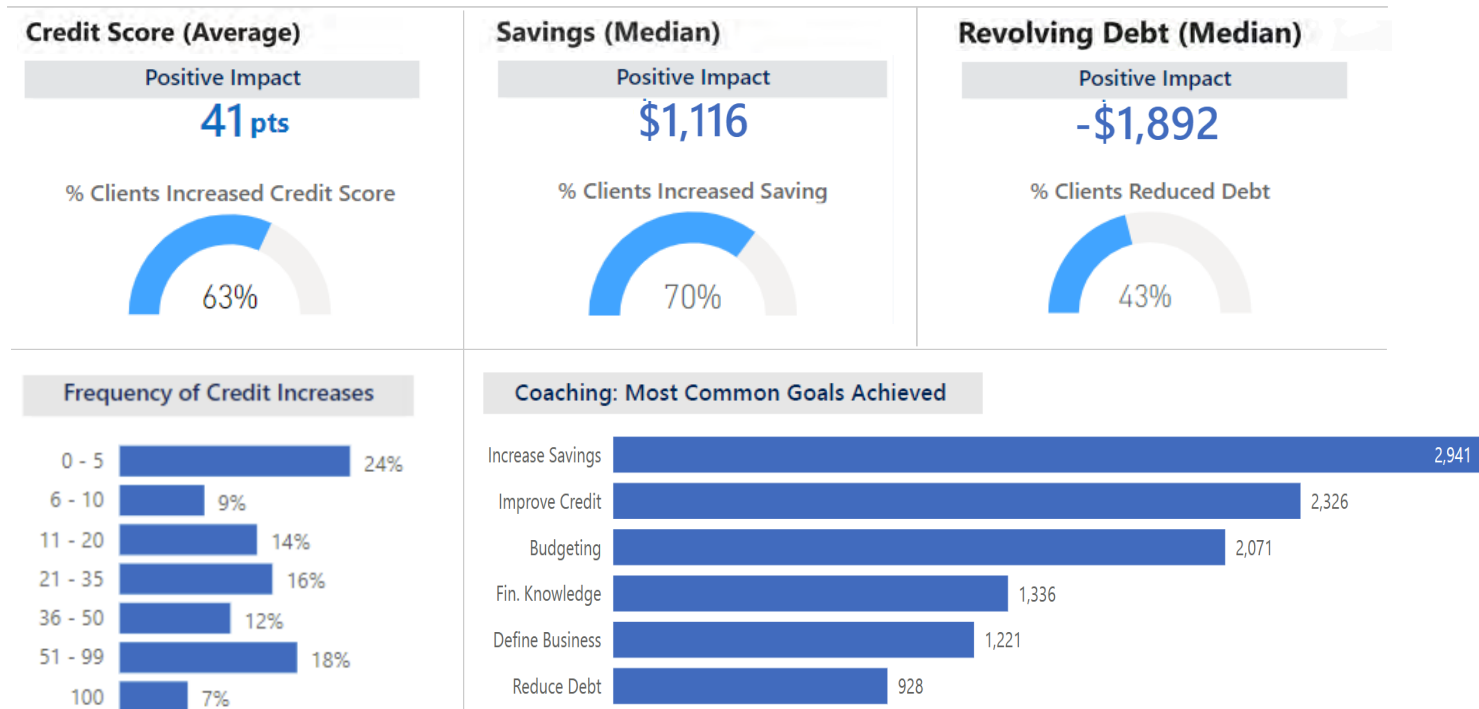 Credit Score (Average)
Positive Impact
41 pts
% Clients Increased Credit Score
63%
Savings (Median)
Positive Impact
$1,116
% Clients Increased Saving
70%
Revolving Debt (Median)
Positive Impact
-$1,892
% Clients Reduced Debt
43%
Frequency of Credit Increases
0 - 5 24%
6 - 10 9%
11 - 20 14%
21 - 35 16%
36 - 50 12%
51 - 99 18%
100 7%
Coaching: Most Common Goals Achieved
Increase Savings 2,941
Improve Credit 2,326
Budgeting 2,071
Fin. Knowledge 1,336
Define Business 1,221
Reduce Debt 928